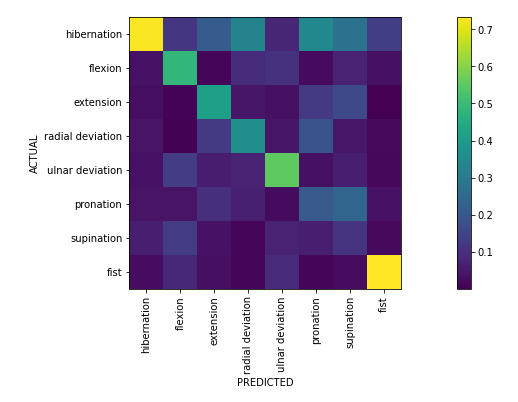 ACTUAL
hibernation
flexion
extension
radial deviation
ulnar deviation
pronation
supination
fist
hibernation
flexion
extension
radial deviation
ulnar deviation
pronation
supination
fist
PREDICTED
0.7
0.6
0.5
0.4
0.3
0.2
0.1